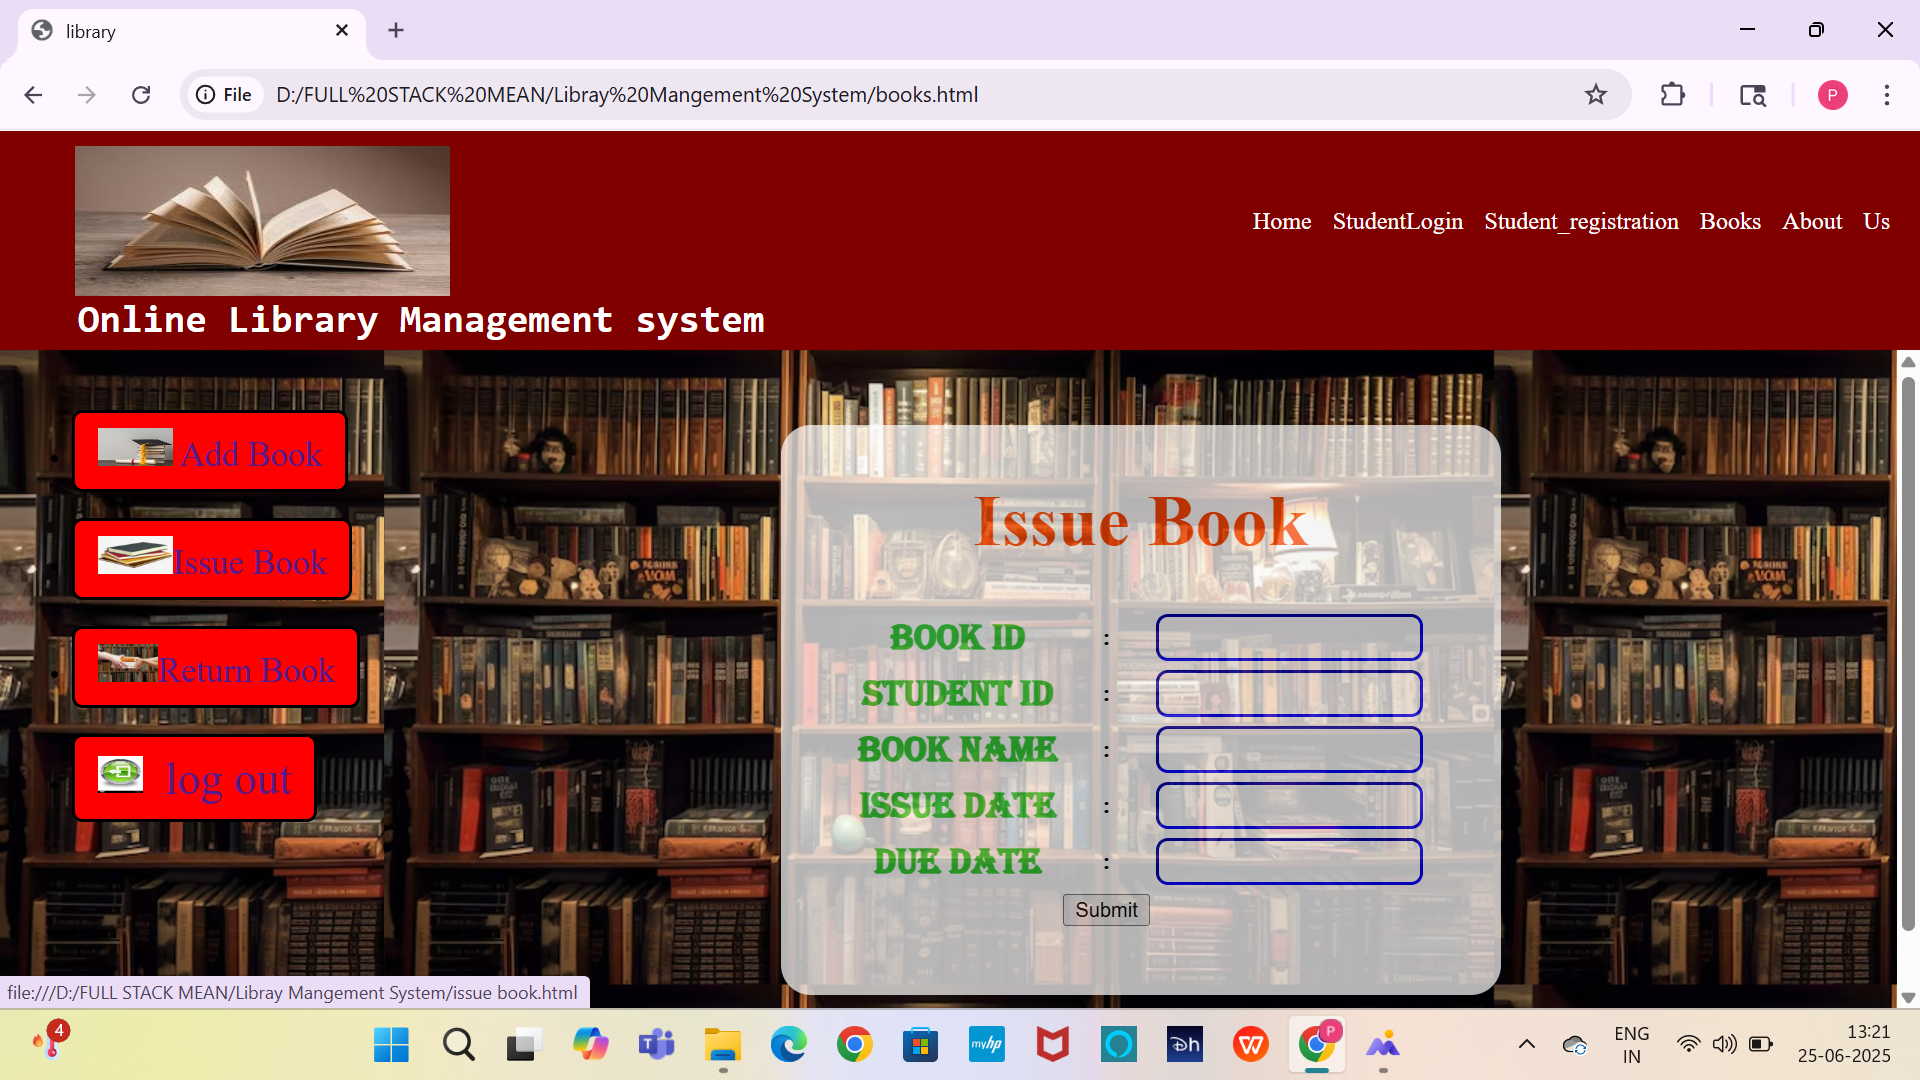 library
File D:/FULL%20STACK%20MEAN/Libray%20Mangement%20System/books.html
P
Home StudentLogin Student_registration Books About Us
Online Library Management system
Add Book
Issue Book
Return Book
log out
Issue Book
BOOK ID :
STUDENT ID :
BOOK NAME :
ISSUE DATE :
DUE DATE :
Submit
file:///D:/FULL STACK MEAN/Libray Mangement System/issue book.html
4
T
myhp
Dh
W
P
ENG
IN
13:21
25-06-2025